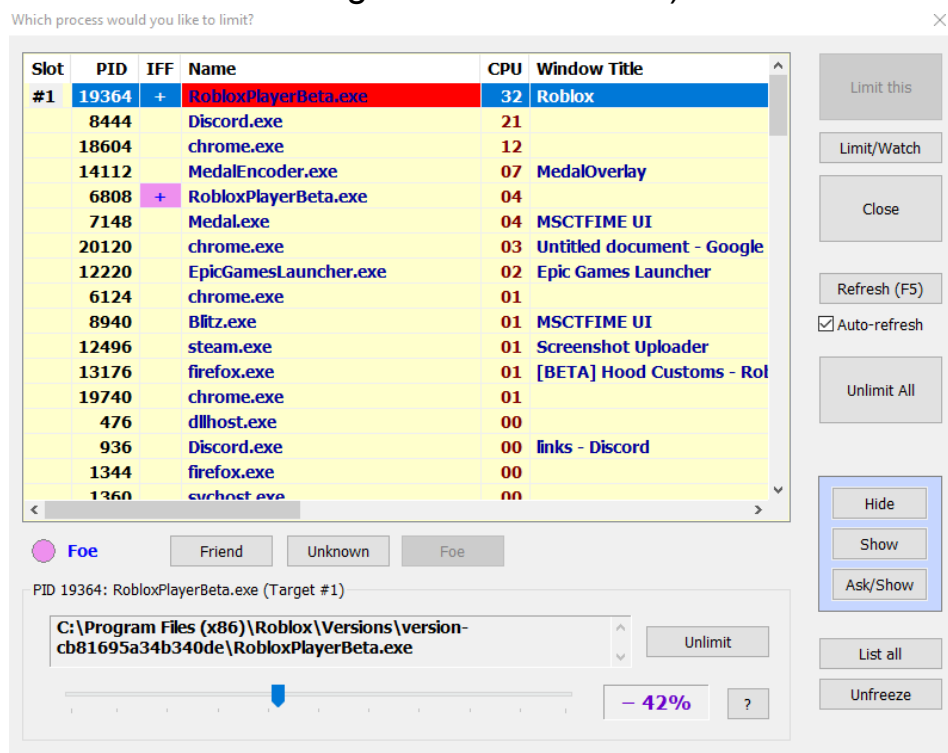 Which process would you like to limit?
Slot PID IFF Name CPU Window Title
#1 19364 + RobloxPlayerBeta.exe 32 Roblox
8444 Discord.exe 21
18604 chrome.exe 12
14112 MedalEncoder.exe 07 MedalOverlay
6808 + RobloxPlayerBeta.exe 04
7148 Medal.exe 04 MSCTFIME UI
20120 chrome.exe 03 Untitled document - Google
12220 EpicGamesLauncher.exe 02 Epic Games Launcher
6124 chrome.exe 01
8940 Blitz.exe 01 MSCTFIME UI
12496 steam.exe 01 Screenshot Uploader
13176 firefox.exe 01 [BETA] Hood Customs - Rob
19740 chrome.exe 01
476 dllhost.exe 00
936 Discord.exe 00 links - Discord
1344 firefox.exe 00
1360 svchost.exe 00
Limit this
Limit/Watch
Close
Refresh (F5)
Auto-refresh
Unlimit All
Hide
Show
Ask/Show
List all
Unfreeze
Foe Friend Unknown Foe
PID 19364: RobloxPlayerBeta.exe (Target #1)
C:\Program Files (x86)\Roblox\Versions\version-
cb81695a34b340de\RobloxPlayerBeta.exe
Unlimit
− 42% ?